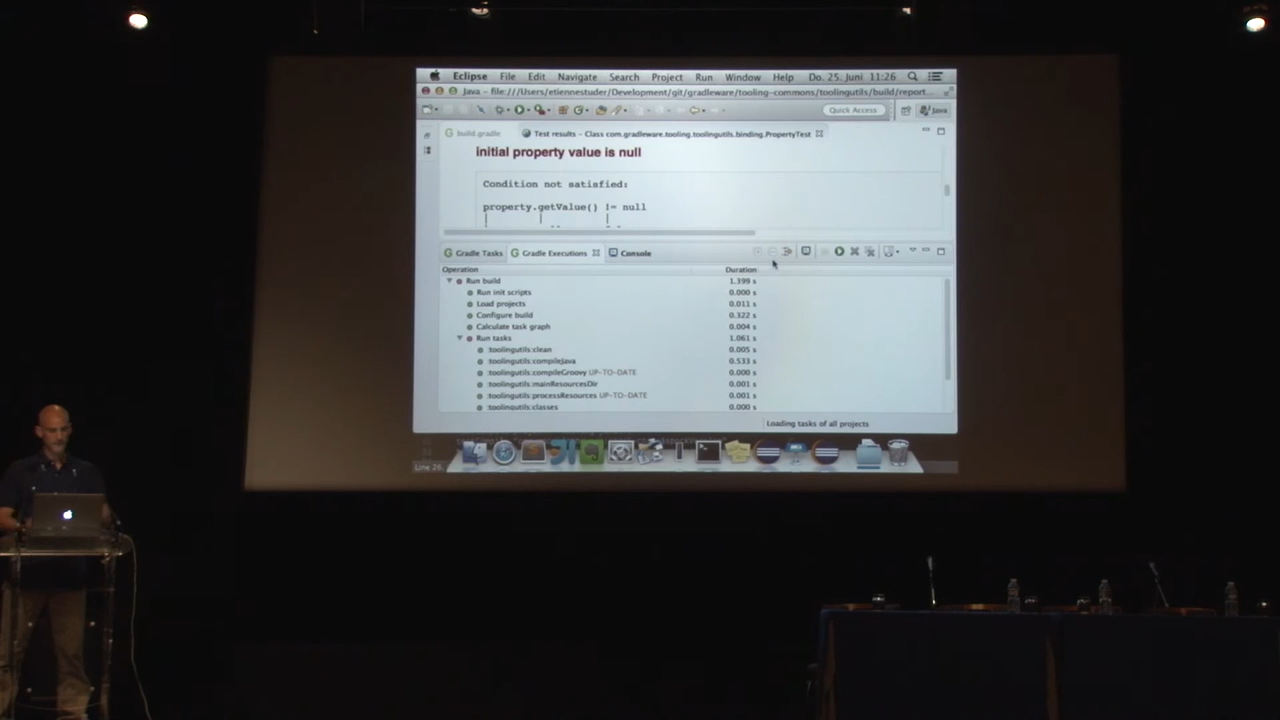 Eclipse File Edit Navigate Search Project Run Window Help Do. 25. Juni 11:26
Java – file:///Users/etiennestuder/Development/git/gradleware/tooling-commons/toolingutils/build/report...
Quick Access Java
build.gradle Test results – Class com.gradleware.tooling.toolingutils.binding.PropertyTest
initial property value is null
Condition not satisfied:
property.getValue() != null
Gradle Tasks Gradle Executions Console
Operation Duration
Run build 1.399 s
Run init scripts 0.000 s
Load projects 0.011 s
Configure build 0.322 s
Calculate task graph 0.004 s
Run tasks 1.061 s
:toolingutils:clean 0.005 s
:toolingutils:compileJava 0.533 s
:toolingutils:compileGroovy UP-TO-DATE 0.000 s
:toolingutils:mainResourcesDir 0.001 s
:toolingutils:processResources UP-TO-DATE 0.001 s
:toolingutils:classes 0.000 s
Loading tasks of all projects
Line 26